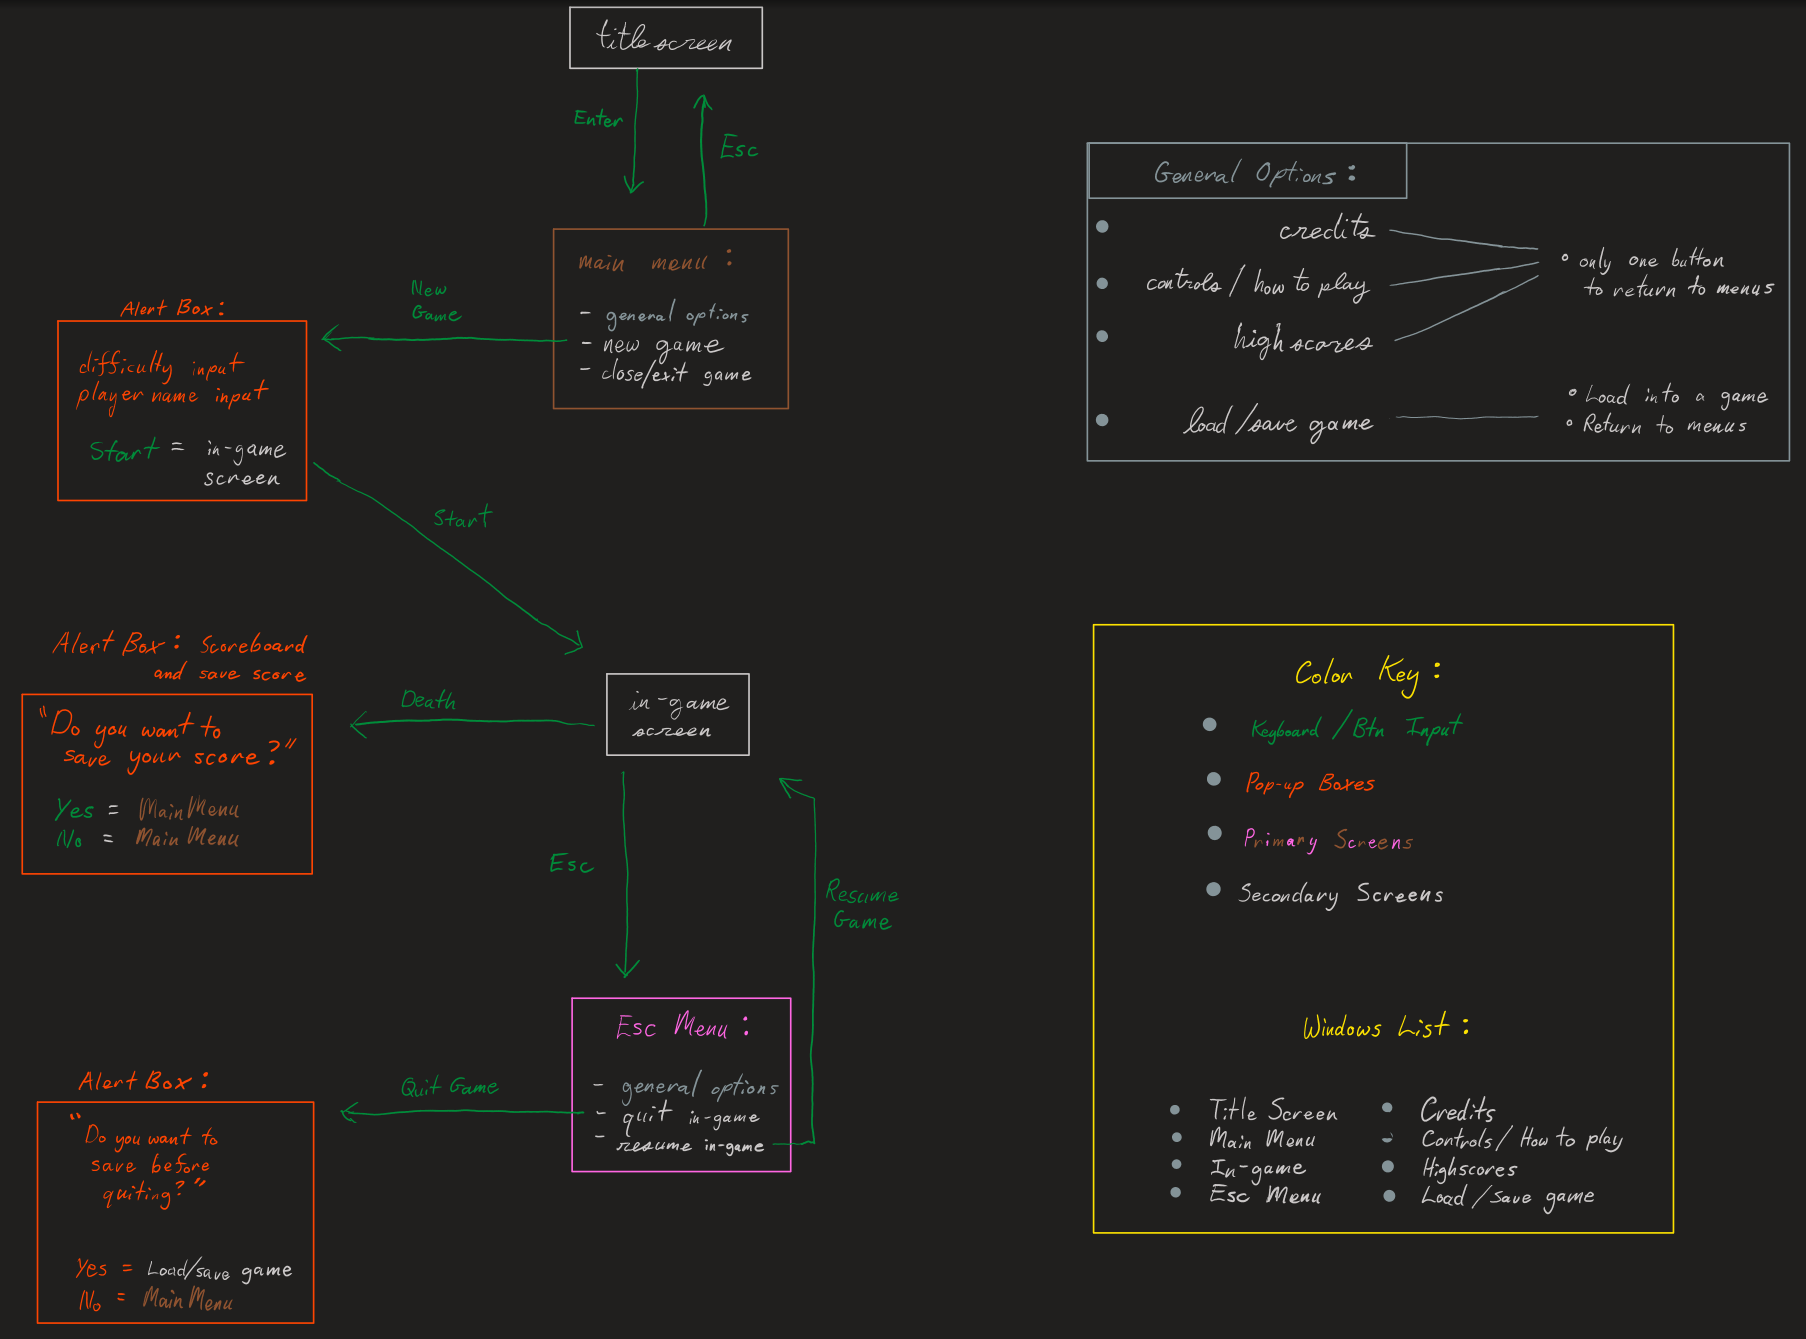 title screen
Enter
Esc
main menu :
- general options
- new game
- close/exit game
New
Game
Alert Box:
difficulty input
player name input
Start = in-game
screen
Start
Alert Box: Scoreboard
and save score
"Do you want to
save your score?"
Yes = Main Menu
No = Main Menu
Death
in-game
screen
Esc
Resume
Game
Esc Menu :
- general options
- quit in-game
- resume in-game
Quit Game
Alert Box :
"Do you want to
save before
quiting?"
Yes = Load/save game
No = Main Menu
General Options :
credits
controls / how to play
high scores
• only one button
to return to menus
load/save game
• Load into a game
• Return to menus
Color Key :
Keyboard / Btn Input
Pop-up Boxes
Primary Screens
Secondary Screens
Windows List :
Title Screen
Main Menu
In-game
Esc Menu
Credits
Controls / How to play
Highscores
Load / save game